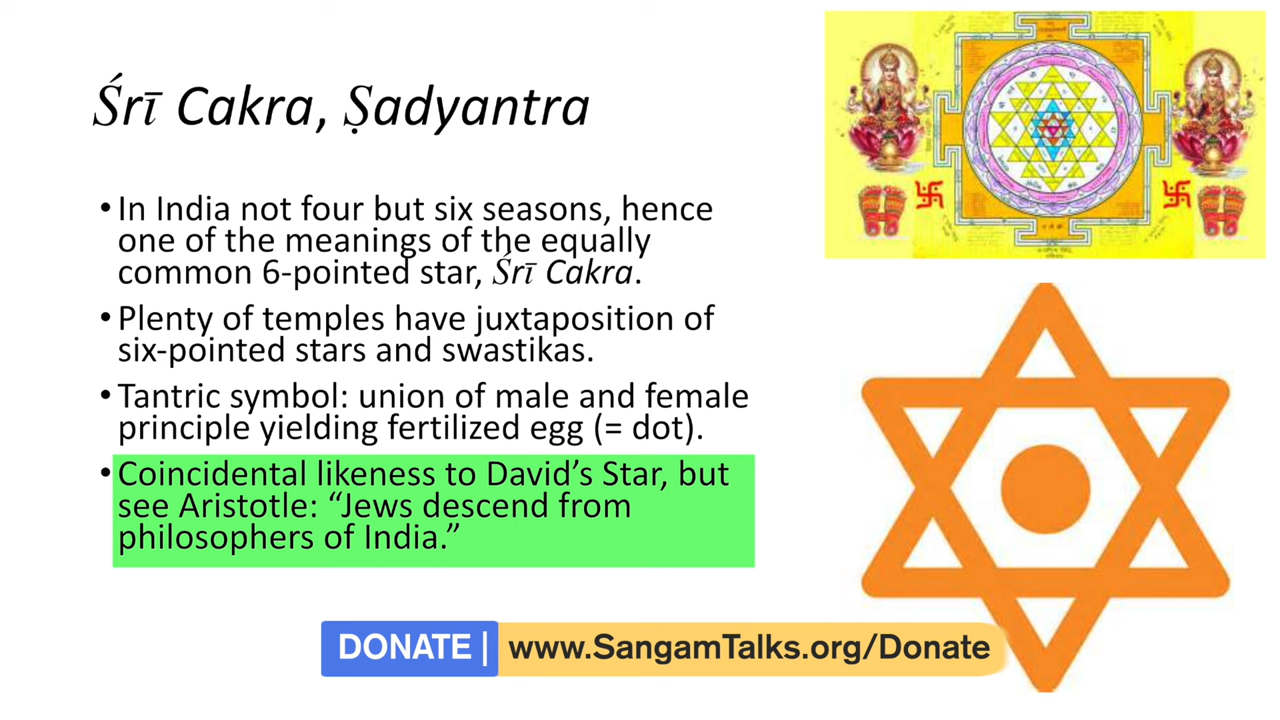 Śrī Cakra, Ṣadyantra
• In India not four but six seasons, hence
one of the meanings of the equally
common 6-pointed star, Śrī Cakra.
• Plenty of temples have juxtaposition of
six-pointed stars and swastikas.
• Tantric symbol: union of male and female
principle yielding fertilized egg (= dot).
• Coincidental likeness to David’s Star, but
see Aristotle: “Jews descend from
philosophers of India.”
DONATE | www.SangamTalks.org/Donate